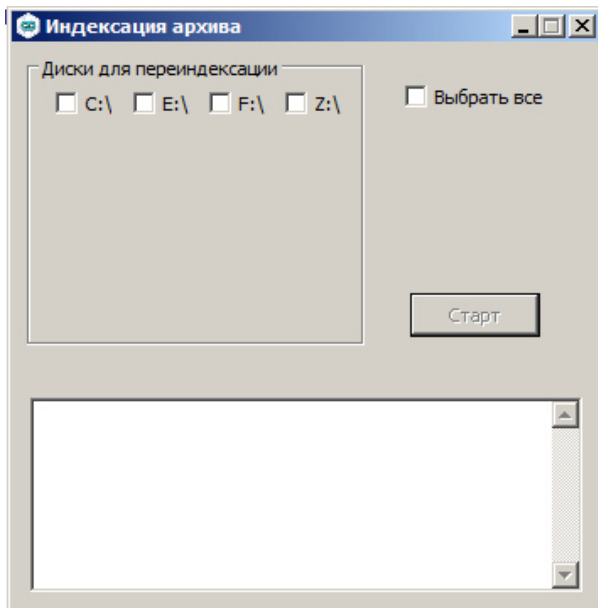 Индексация архива
Диски для переиндексации
C:\ E:\ F:\ Z:\
Выбрать все
Старт